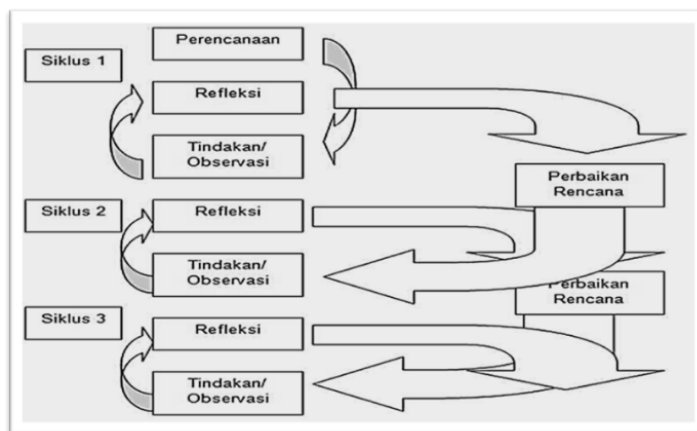 Perencanaan
Siklus 1
Refleksi
Tindakan/
Observasi
Perbaikan
Rencana
Siklus 2
Refleksi
Tindakan/
Observasi
Perbaikan
Rencana
Siklus 3
Refleksi
Tindakan/
Observasi